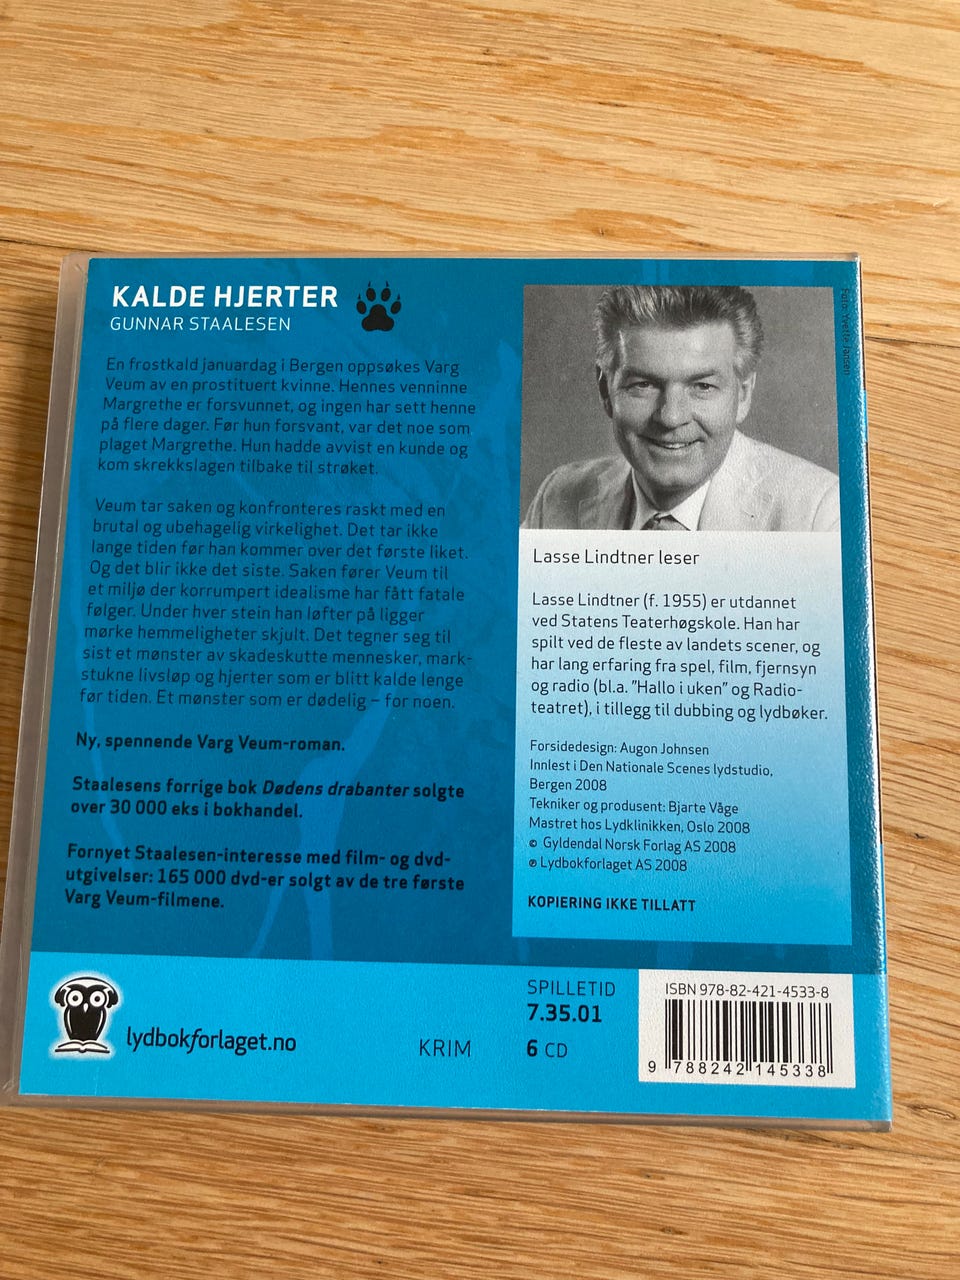 KALDE HJERTER
GUNNAR STAALESEN
En frostkald januardag i Bergen oppsøkes Varg
Veum av en prostituert kvinne. Hennes venninne
Margrethe er forsvunnet, og ingen har sett henne
på flere dager. Før hun forsvant, var det noe som
plaget Margrethe. Hun hadde avvist en kunde og
kom skrekkslagen tilbake til strøket.
Veum tar saken og konfronteres raskt med en
brutal og ubehagelig virkelighet. Det tar ikke
lange tiden før han kommer over det første liket.
Og det blir ikke det siste. Saken fører Veum til
et miljø der korrumpert idealisme har fått fatale
følger. Under hver stein han løfter på ligger
mørke hemmeligheter skjult. Det tegner seg til
sist et mønster av skadeskutte mennesker, mark-
stukne livsløp og hjerter som er blitt kalde lenge
før tiden. Et mønster som er dødelig – for noen.
Ny, spennende Varg Veum-roman.
Staalesens forrige bok Dødens drabanter solgte
over 30 000 eks i bokhandel.
Fornyet Staalesen-interesse med film- og dvd-
utgivelser: 165 000 dvd-er solgt av de tre første
Varg Veum-filmene.
Foto: Yvette Jansen
Lasse Lindtner leser
Lasse Lindtner (f. 1955) er utdannet
ved Statens Teaterhøgskole. Han har
spilt ved de fleste av landets scener, og
har lang erfaring fra spel, film, fjernsyn
og radio (bl.a. "Hallo i uken" og Radio-
teatret), i tillegg til dubbing og lydbøker.
Forsidedesign: Augon Johnsen
Innlest i Den Nationale Scenes lydstudio,
Bergen 2008
Tekniker og produsent: Bjarte Våge
Mastret hos Lydklinikken, Oslo 2008
© Gyldendal Norsk Forlag AS 2008
℗ Lydbokforlaget AS 2008
KOPIERING IKKE TILLATT
lydbokforlaget.no
KRIM
SPILLETID
7.35.01
6 CD
ISBN 978-82-421-4533-8
9 788242 145338